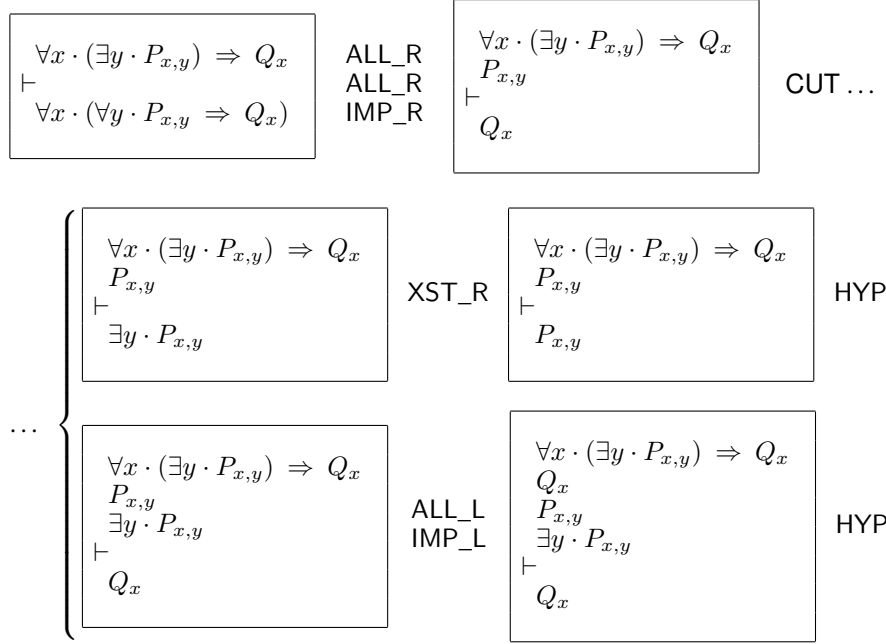 ∀x · (∃y · P_{x,y}) ⇒ Q_x
⊢
∀x · (∀y · P_{x,y} ⇒ Q_x)
ALL_R
ALL_R
IMP_R
∀x · (∃y · P_{x,y}) ⇒ Q_x
P_{x,y}
⊢
Q_x
CUT ...
...
∀x · (∃y · P_{x,y}) ⇒ Q_x
P_{x,y}
⊢
∃y · P_{x,y}
XST_R
∀x · (∃y · P_{x,y}) ⇒ Q_x
P_{x,y}
⊢
P_{x,y}
HYP
∀x · (∃y · P_{x,y}) ⇒ Q_x
P_{x,y}
∃y · P_{x,y}
⊢
Q_x
ALL_L
IMP_L
∀x · (∃y · P_{x,y}) ⇒ Q_x
Q_x
P_{x,y}
∃y · P_{x,y}
⊢
Q_x
HYP